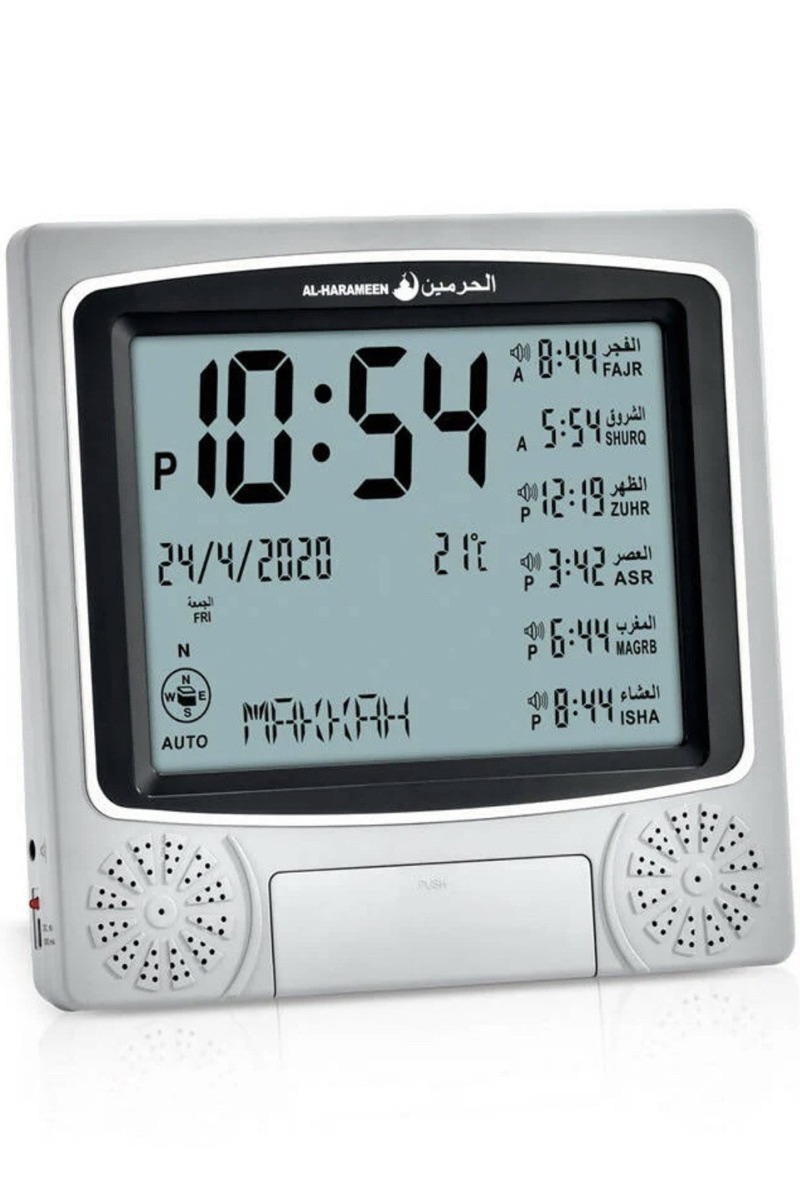 AL-HARAMEEN الحرمين
P 10:54
24/4/2020 21°C
الجمعة
FRI
N
N
W E
S
AUTO
MAKKAH
A 8:44 الفجر
FAJR
A 5:54 الشروق
SHURQ
P 12:19 الظهر
ZUHR
P 3:42 العصر
ASR
P 6:44 المغرب
MAGRB
P 8:44 العشاء
ISHA
PUSH